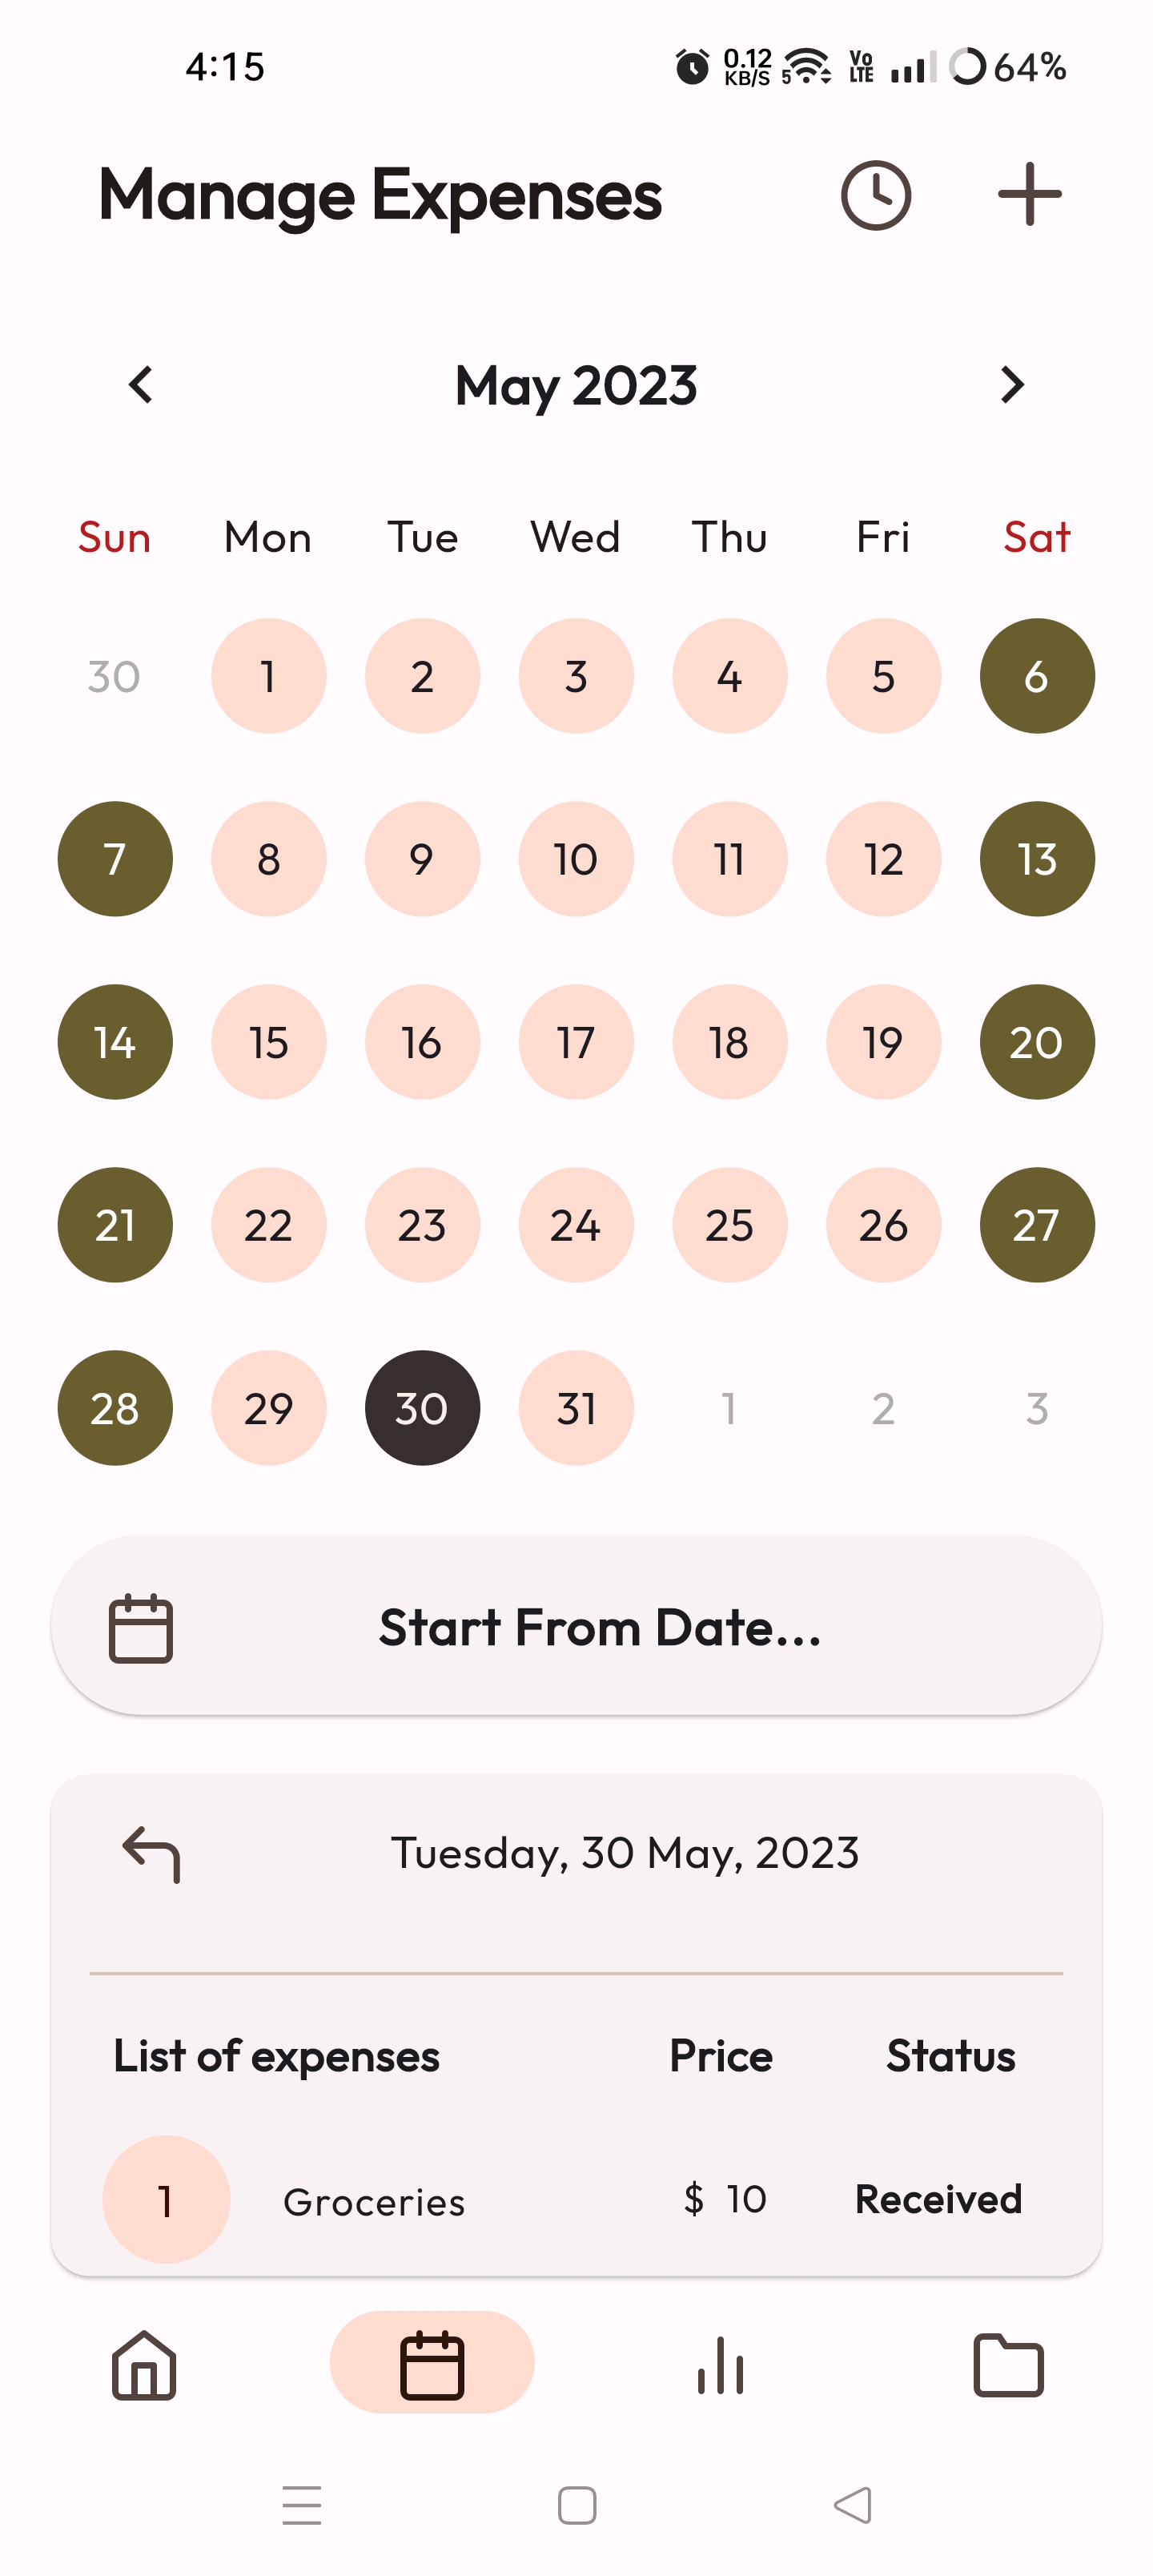 4:15 0.12 KB/S 5 Vo LTE 64%
Manage Expenses
May 2023
Sun Mon Tue Wed Thu Fri Sat
30 1 2 3 4 5 6
7 8 9 10 11 12 13
14 15 16 17 18 19 20
21 22 23 24 25 26 27
28 29 30 31 1 2 3
Start From Date...
Tuesday, 30 May, 2023
List of expenses Price Status
1 Groceries $ 10 Received